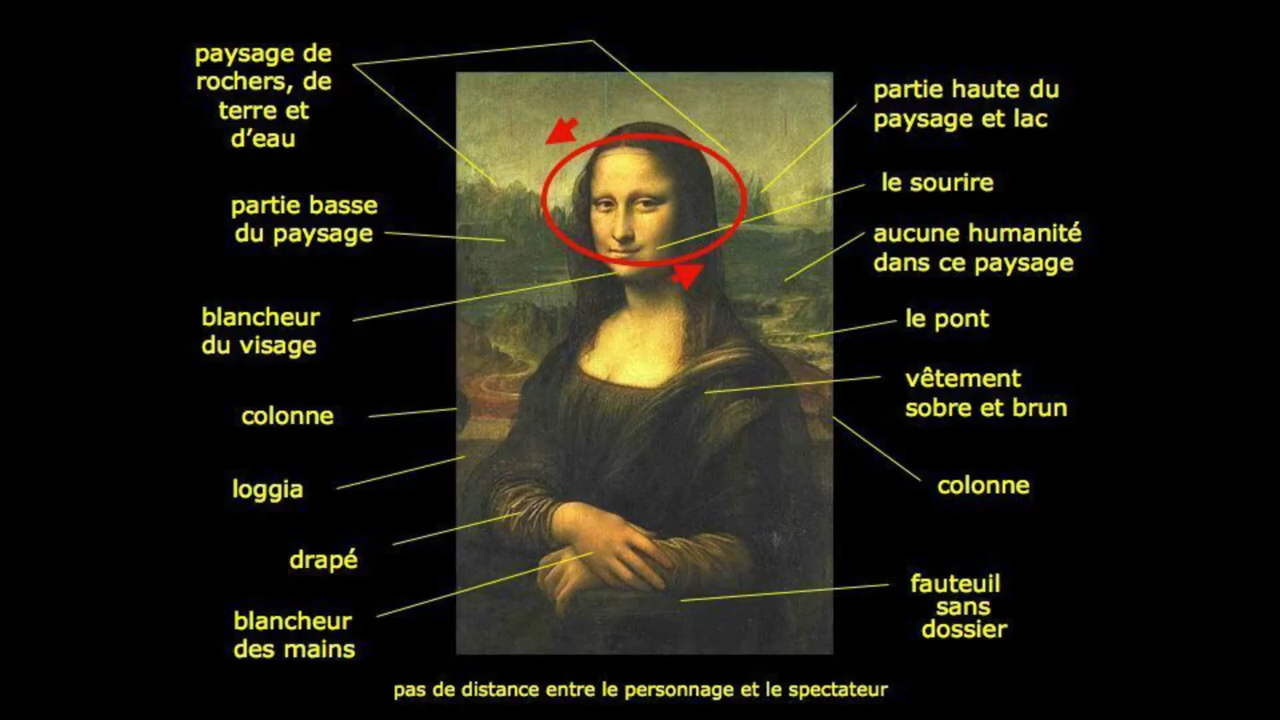 paysage de
rochers, de
terre et
d'eau
partie basse
du paysage
blancheur
du visage
colonne
loggia
drapé
blancheur
des mains
partie haute du
paysage et lac
le sourire
aucune humanité
dans ce paysage
le pont
vêtement
sobre et brun
colonne
fauteuil
sans
dossier
pas de distance entre le personnage et le spectateur